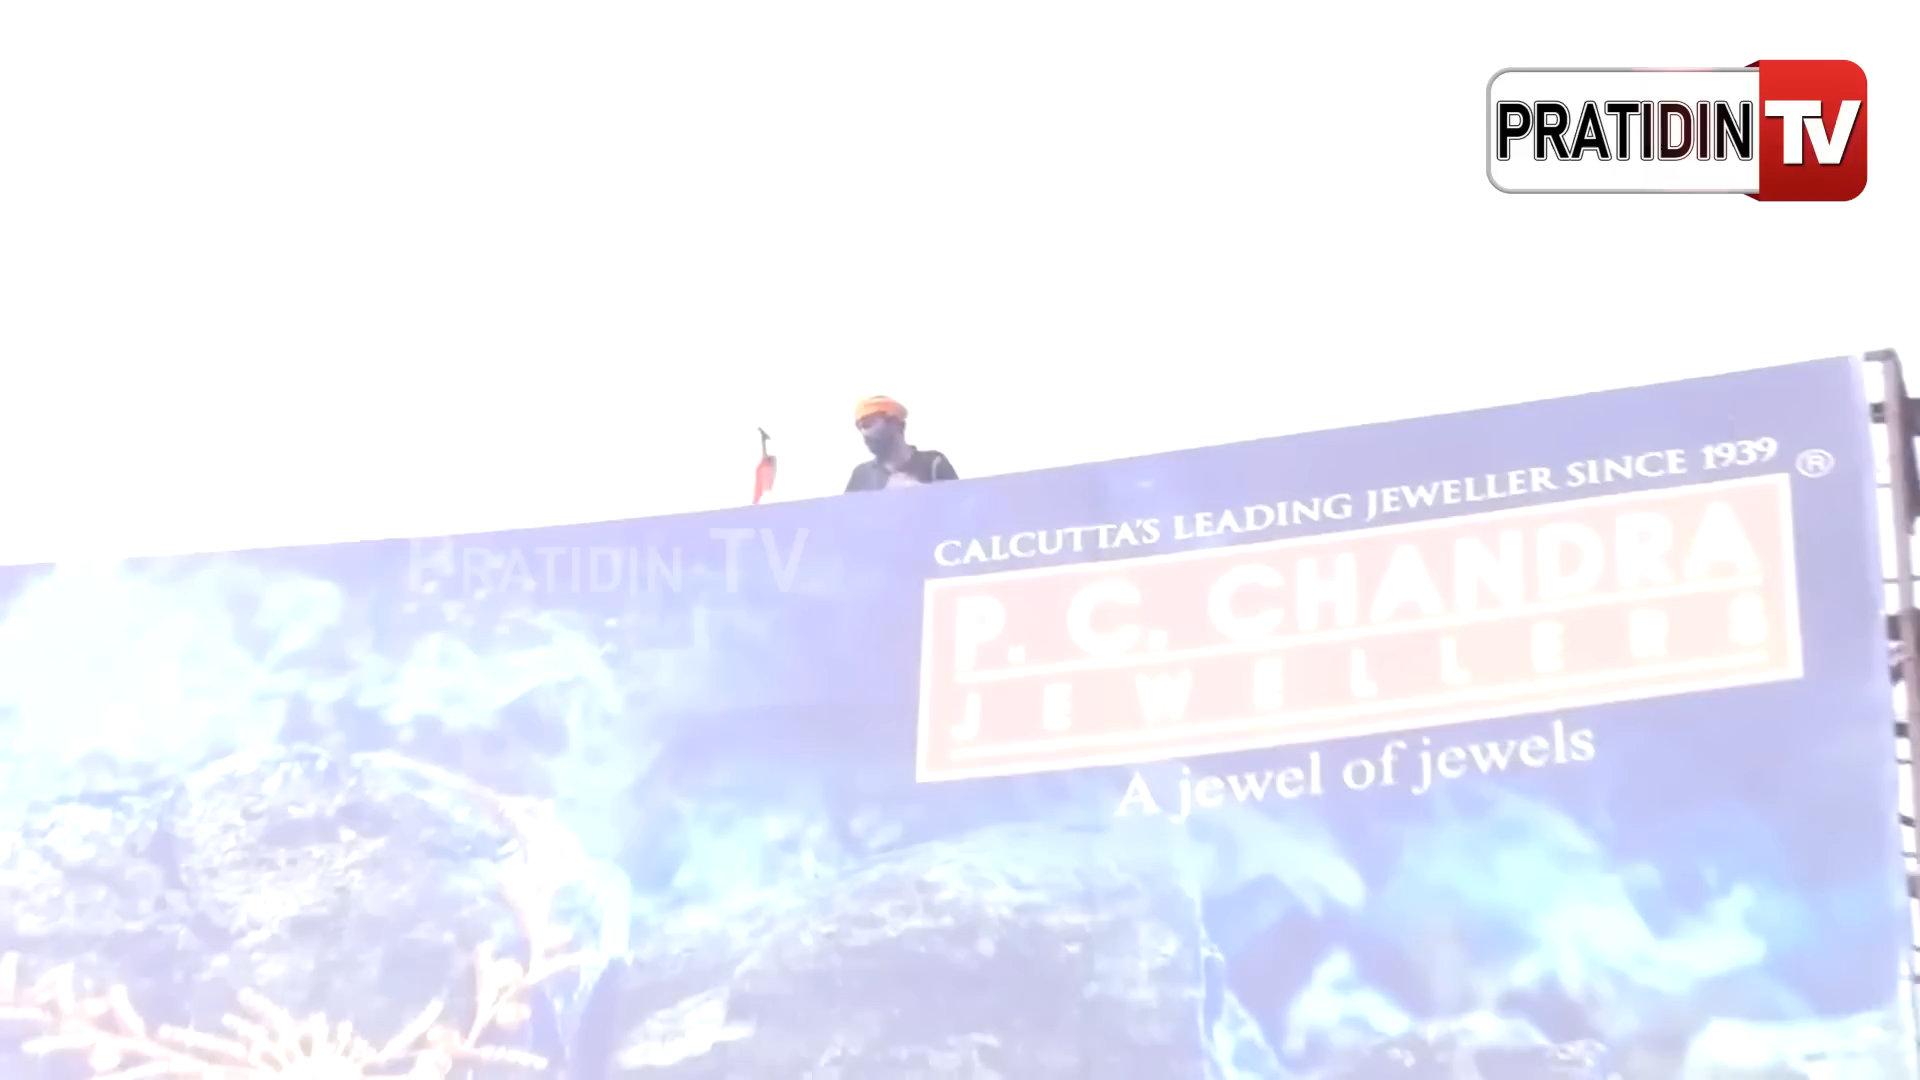 PRATIDIN TV
CALCUTTA'S LEADING JEWELLER SINCE 1939
®
P. C. CHANDRA
JEWELLERS
A jewel of jewels
PRATIDIN TV